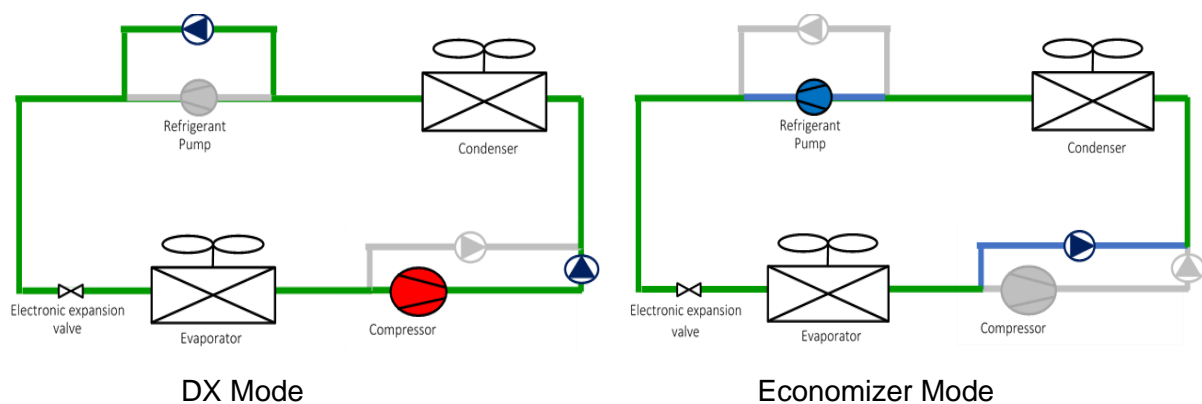 Refrigerant
Pump
Condenser
Electronic expansion
valve
Evaporator
Compressor
DX Mode
Refrigerant
Pump
Condenser
Electronic expansion
valve
Evaporator
Compressor
Economizer Mode